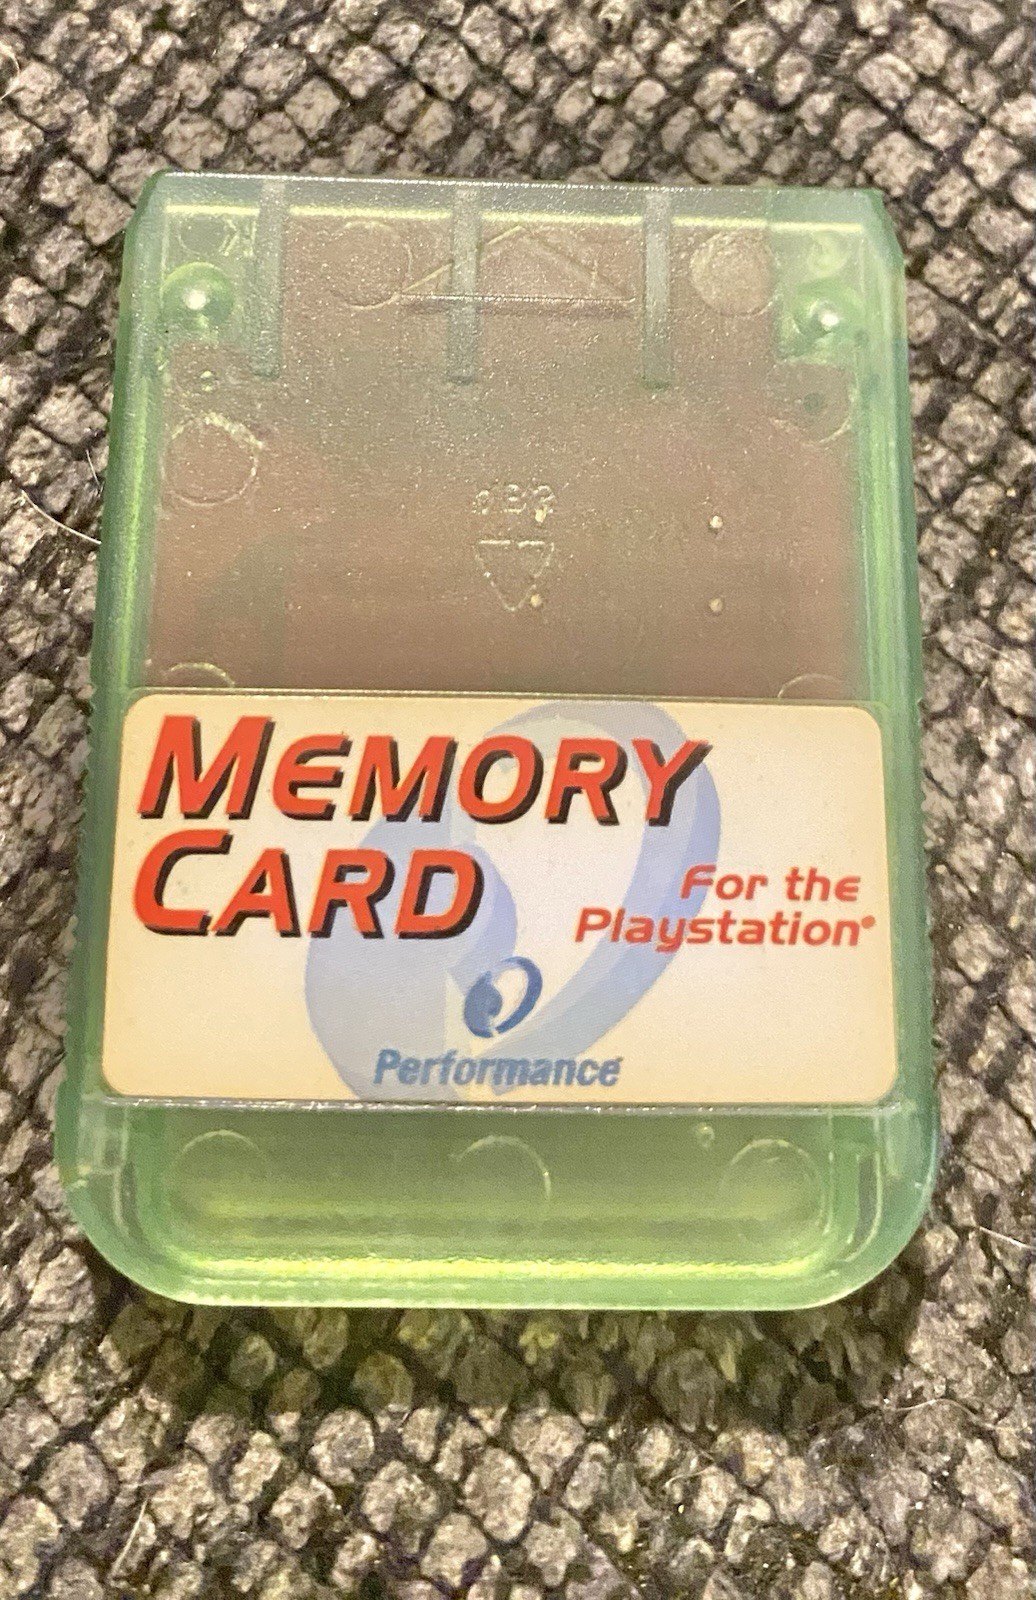 MEMORY
CARD
For the
Playstation®
Performance